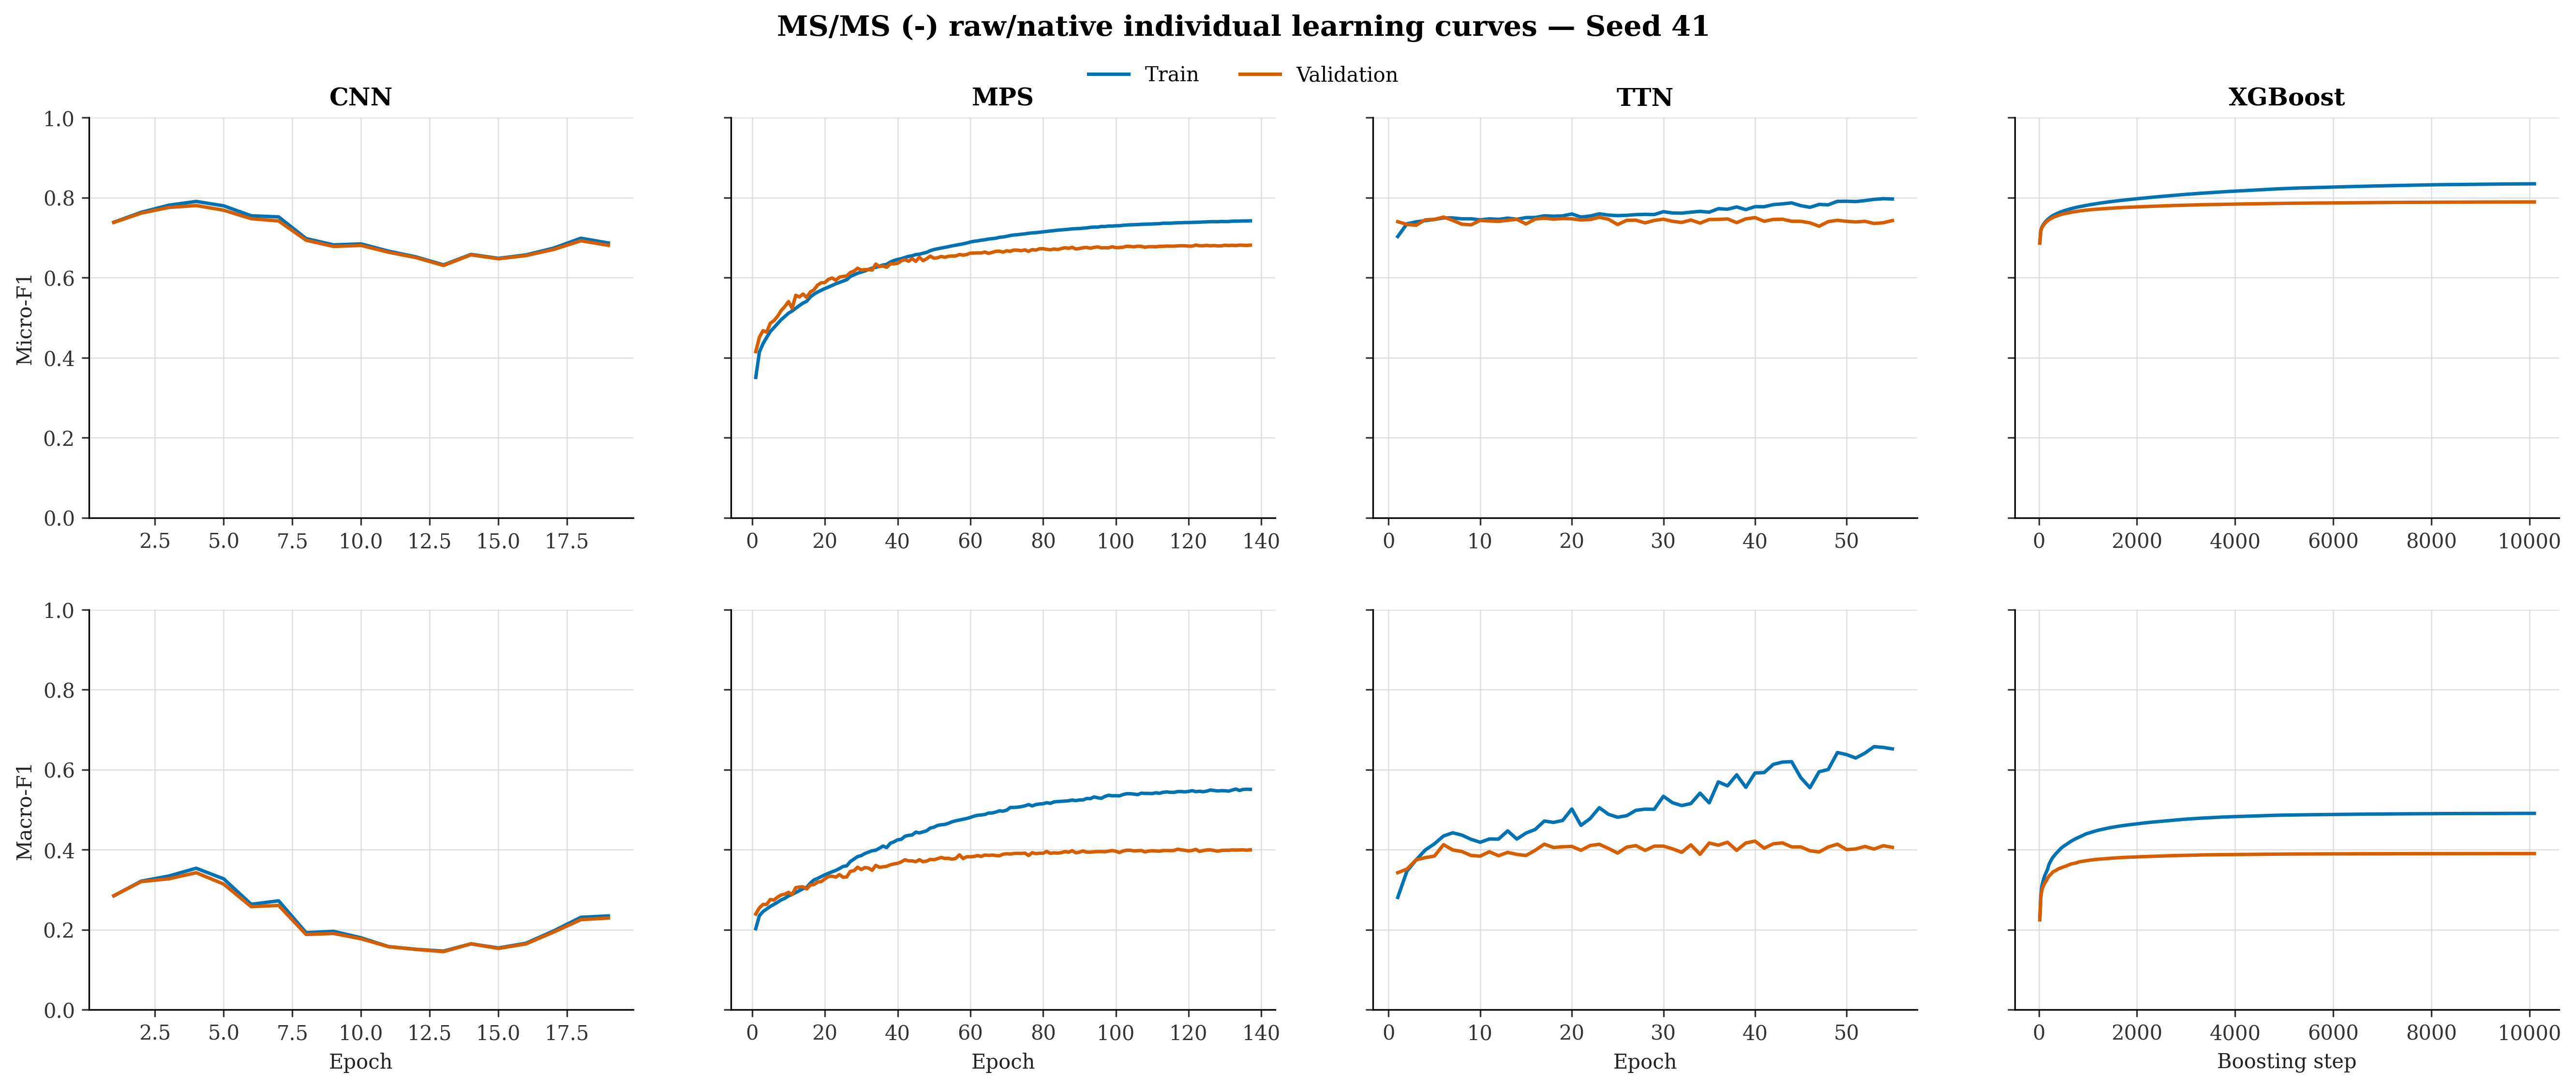 MS/MS (-) raw/native individual learning curves — Seed 41
Train Validation
CNN MPS TTN XGBoost
Micro-F1
1.0
0.8
0.6
0.4
0.2
0.0
2.5 5.0 7.5 10.0 12.5 15.0 17.5
0 20 40 60 80 100 120 140
0 10 20 30 40 50
0 2000 4000 6000 8000 10000
Macro-F1
1.0
0.8
0.6
0.4
0.2
0.0
2.5 5.0 7.5 10.0 12.5 15.0 17.5
0 20 40 60 80 100 120 140
0 10 20 30 40 50
0 2000 4000 6000 8000 10000
Epoch Epoch Epoch Boosting step